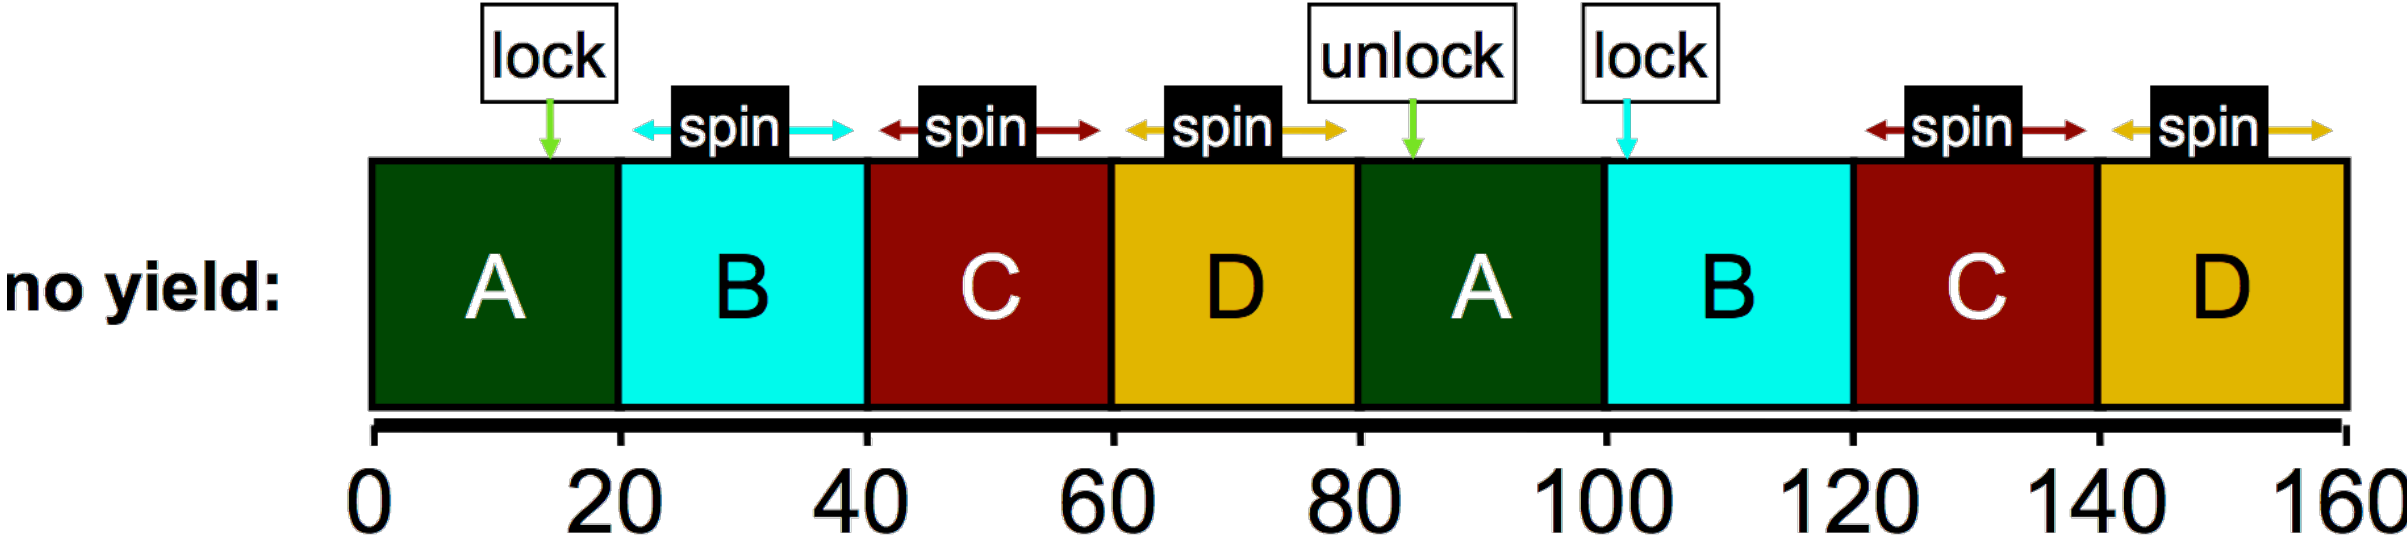 lock unlock lock
spin spin spin spin spin
no yield: A B C D A B C D
0 20 40 60 80 100 120 140 160